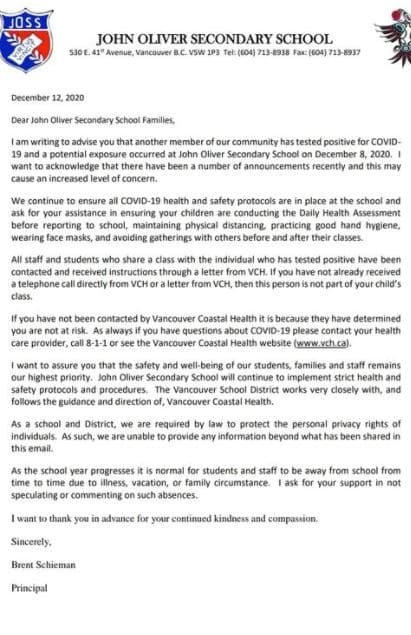 JOSS
JOHN OLIVER SECONDARY SCHOOL
530 E. 41st Avenue, Vancouver B.C. V5W 1P3 Tel: (604) 713-8938 Fax: (604) 713-8937
December 12, 2020
Dear John Oliver Secondary School Families,
I am writing to advise you that another member of our community has tested positive for COVID-
19 and a potential exposure occurred at John Oliver Secondary School on December 8, 2020. I
want to acknowledge that there have been a number of announcements recently and this may
cause an increased level of concern.
We continue to ensure all COVID-19 health and safety protocols are in place at the school and
ask for your assistance in ensuring your children are conducting the Daily Health Assessment
before reporting to school, maintaining physical distancing, practicing good hand hygiene,
wearing face masks, and avoiding gatherings with others before and after their classes.
All staff and students who share a class with the individual who has tested positive have been
contacted and received instructions through a letter from VCH. If you have not already received
a telephone call directly from VCH or a letter from VCH, then this person is not part of your child's
class.
If you have not been contacted by Vancouver Coastal Health it is because they have determined
you are not at risk. As always if you have questions about COVID-19 please contact your health
care provider, call 8-1-1 or see the Vancouver Coastal Health website (www.vch.ca).
I want to assure you that the safety and well-being of our students, families and staff remains
our highest priority. John Oliver Secondary School will continue to implement strict health and
safety protocols and procedures. The Vancouver School District works very closely with, and
follows the guidance and direction of, Vancouver Coastal Health.
As a school and District, we are required by law to protect the personal privacy rights of
individuals. As such, we are unable to provide any information beyond what has been shared in
this email.
As the school year progresses it is normal for students and staff to be away from school from
time to time due to illness, vacation, or family circumstance. I ask for your support in not
speculating or commenting on such absences.
I want to thank you in advance for your continued kindness and compassion.
Sincerely,
Brent Schieman
Principal